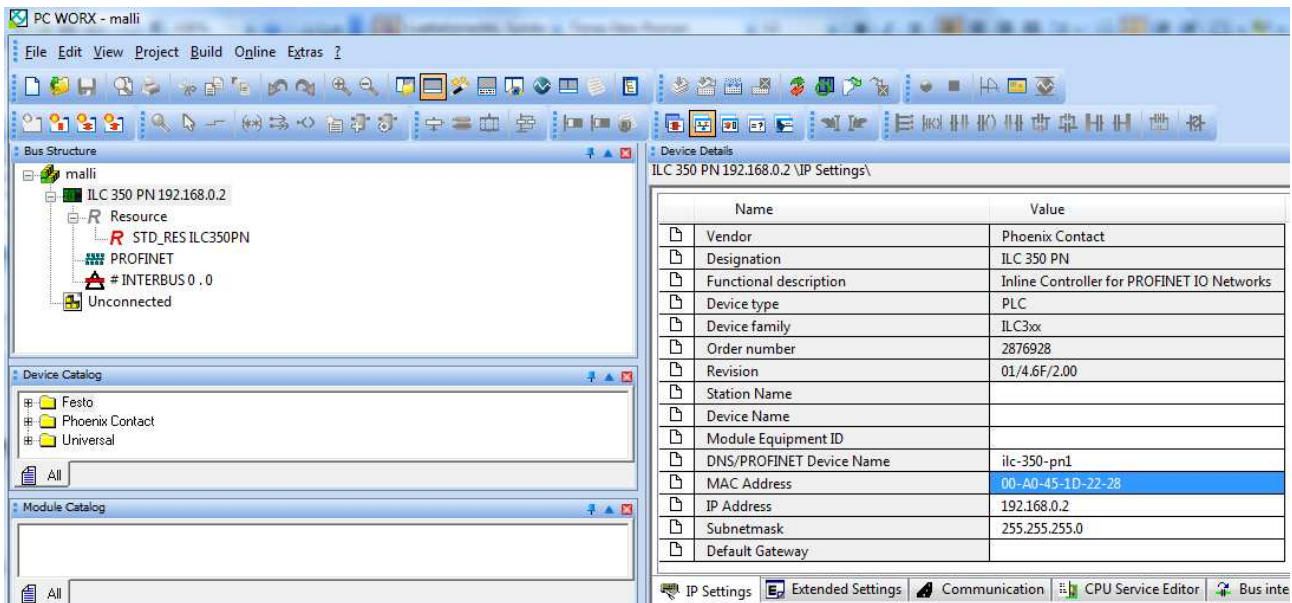 PC WORX - malli
File Edit View Project Build Online Extras ?
Bus Structure
malli
ILC 350 PN 192.168.0.2
R Resource
R STD_RES ILC350PN
PROFINET
# INTERBUS 0 . 0
Unconnected
Device Catalog
Festo
Phoenix Contact
Universal
All
Module Catalog
All
Device Details
ILC 350 PN 192.168.0.2 \IP Settings\
Name Value
Vendor Phoenix Contact
Designation ILC 350 PN
Functional description Inline Controller for PROFINET IO Networks
Device type PLC
Device family ILC3xx
Order number 2876928
Revision 01/4.6F/2.00
Station Name
Device Name
Module Equipment ID
DNS/PROFINET Device Name ilc-350-pn1
MAC Address 00-A0-45-1D-22-28
IP Address 192.168.0.2
Subnetmask 255.255.255.0
Default Gateway
IP Settings Extended Settings Communication CPU Service Editor Bus inte